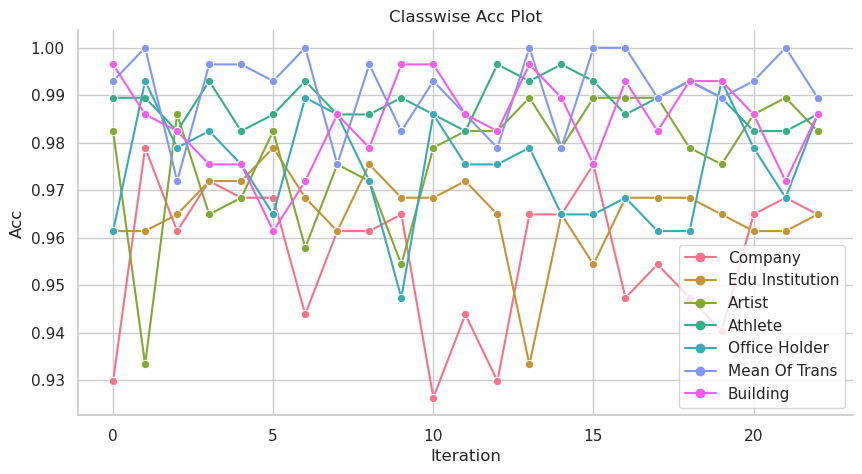 Classwise Acc Plot
1.00
0.99
0.98
0.97
0.96
0.95
0.94
0.93
Acc
0
5
10
15
20
Iteration
Company
Edu Institution
Artist
Athlete
Office Holder
Mean Of Trans
Building